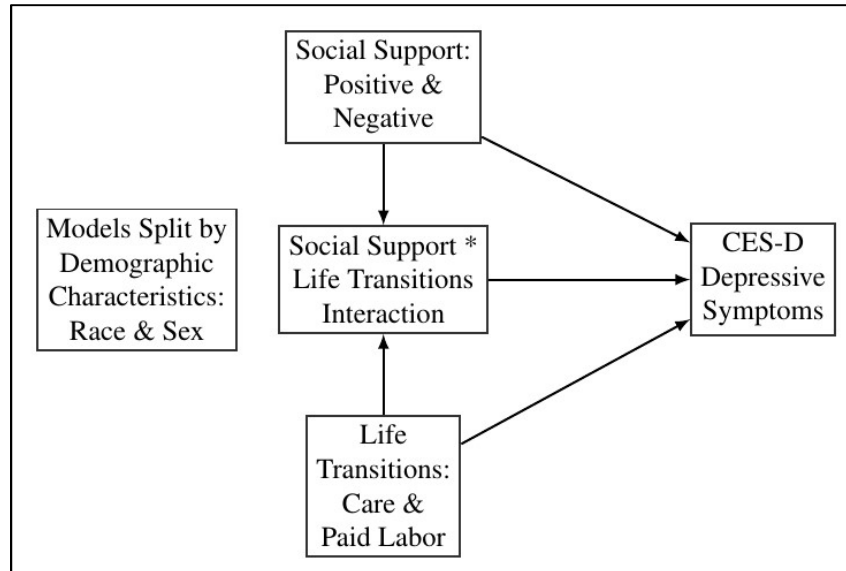 Social Support:
Positive &
Negative
Models Split by
Demographic
Characteristics:
Race & Sex
Social Support *
Life Transitions
Interaction
CES-D
Depressive
Symptoms
Life
Transitions:
Care &
Paid Labor